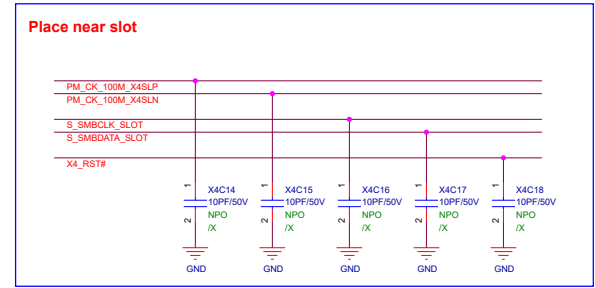 Place near slot
PM_CK_100M_X4SLP
PM_CK_100M_X4SLN
S_SMBCLK_SLOT
S_SMBDATA_SLOT
X4_RST#
1 X4C14 1 X4C15 1 X4C16 1 X4C17 1 X4C18
10PF/50V 10PF/50V 10PF/50V 10PF/50V 10PF/50V
2 NPO 2 NPO 2 NPO 2 NPO 2 NPO
/X /X /X /X /X
GND GND GND GND GND